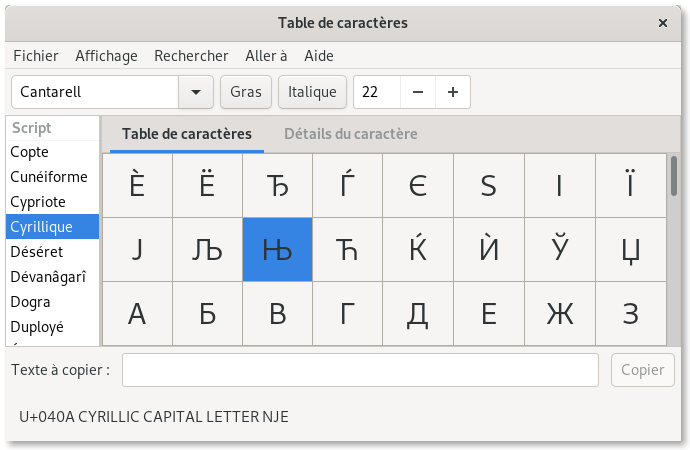 Table de caractères ×
Fichier Affichage Rechercher Aller à Aide
Cantarell Gras Italique 22 − +
Script
Copte
Cunéiforme
Cypriote
Cyrillique
Déséret
Dévanâgarî
Dogra
Duployé
Table de caractères Détails du caractère
Ѐ Ё Ђ Ѓ Є Ѕ І Ї
Ј Љ Њ Ћ Ќ Ѝ Ў Џ
А Б В Г Д Е Ж З
Texte à copier : Copier
U+040A CYRILLIC CAPITAL LETTER NJE